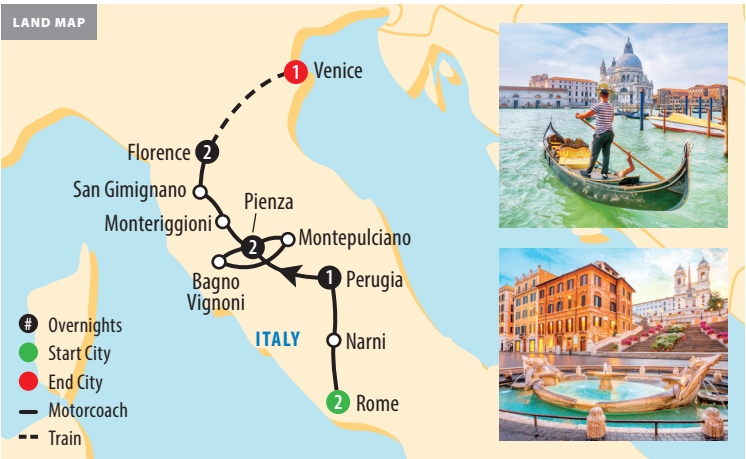 LAND MAP
1 Venice
Florence 2
San Gimignano
Pienza
Monteriggioni
2
Montepulciano
Bagno
Vignoni
1 Perugia
ITALY
Narni
2 Rome
# Overnights
Start City
End City
Motorcoach
Train